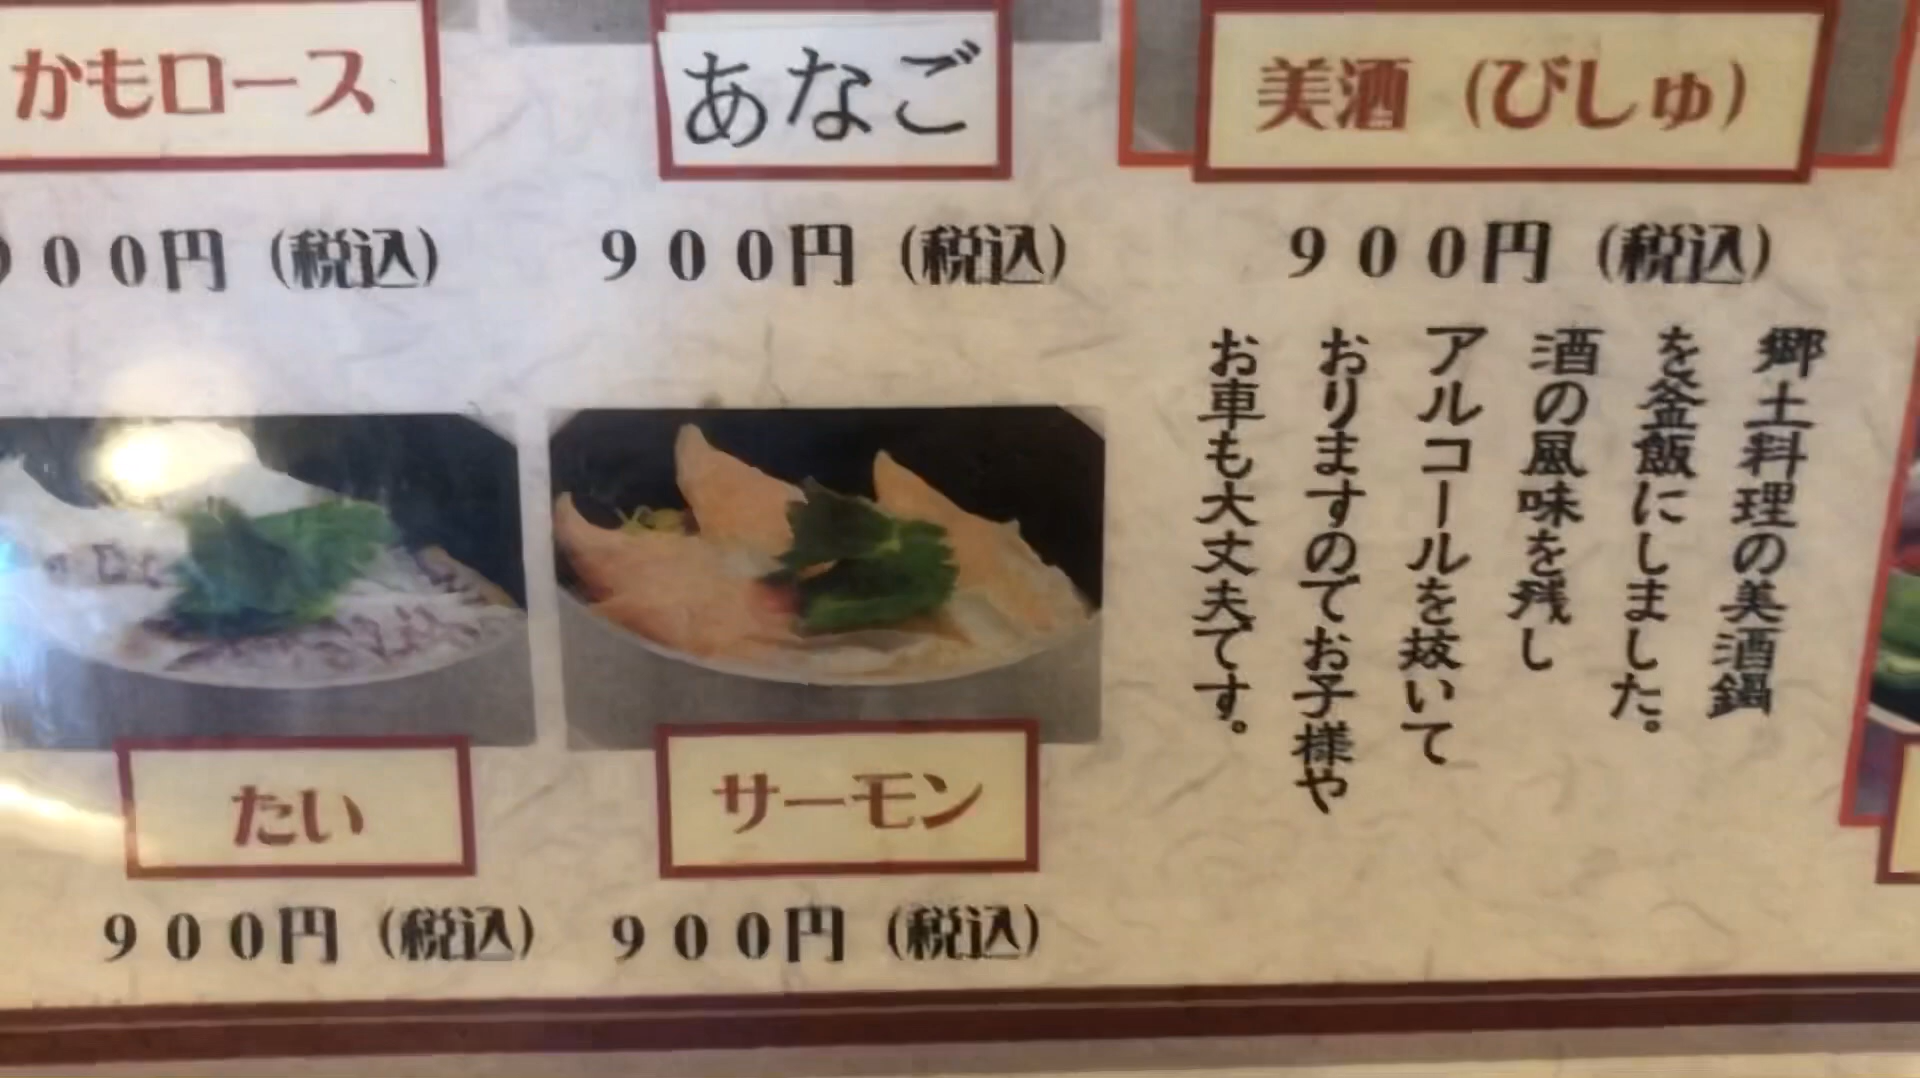 かもロース
00円（税込）
あなご
900円（税込）
美酒（びしゅ）
900円（税込）
郷土料理の美酒鍋
を釜飯にしました。
酒の風味を残し
アルコールを抜いて
おりますのでお子様や
お車も大丈夫です。
たい
900円（税込）
サーモン
900円（税込）